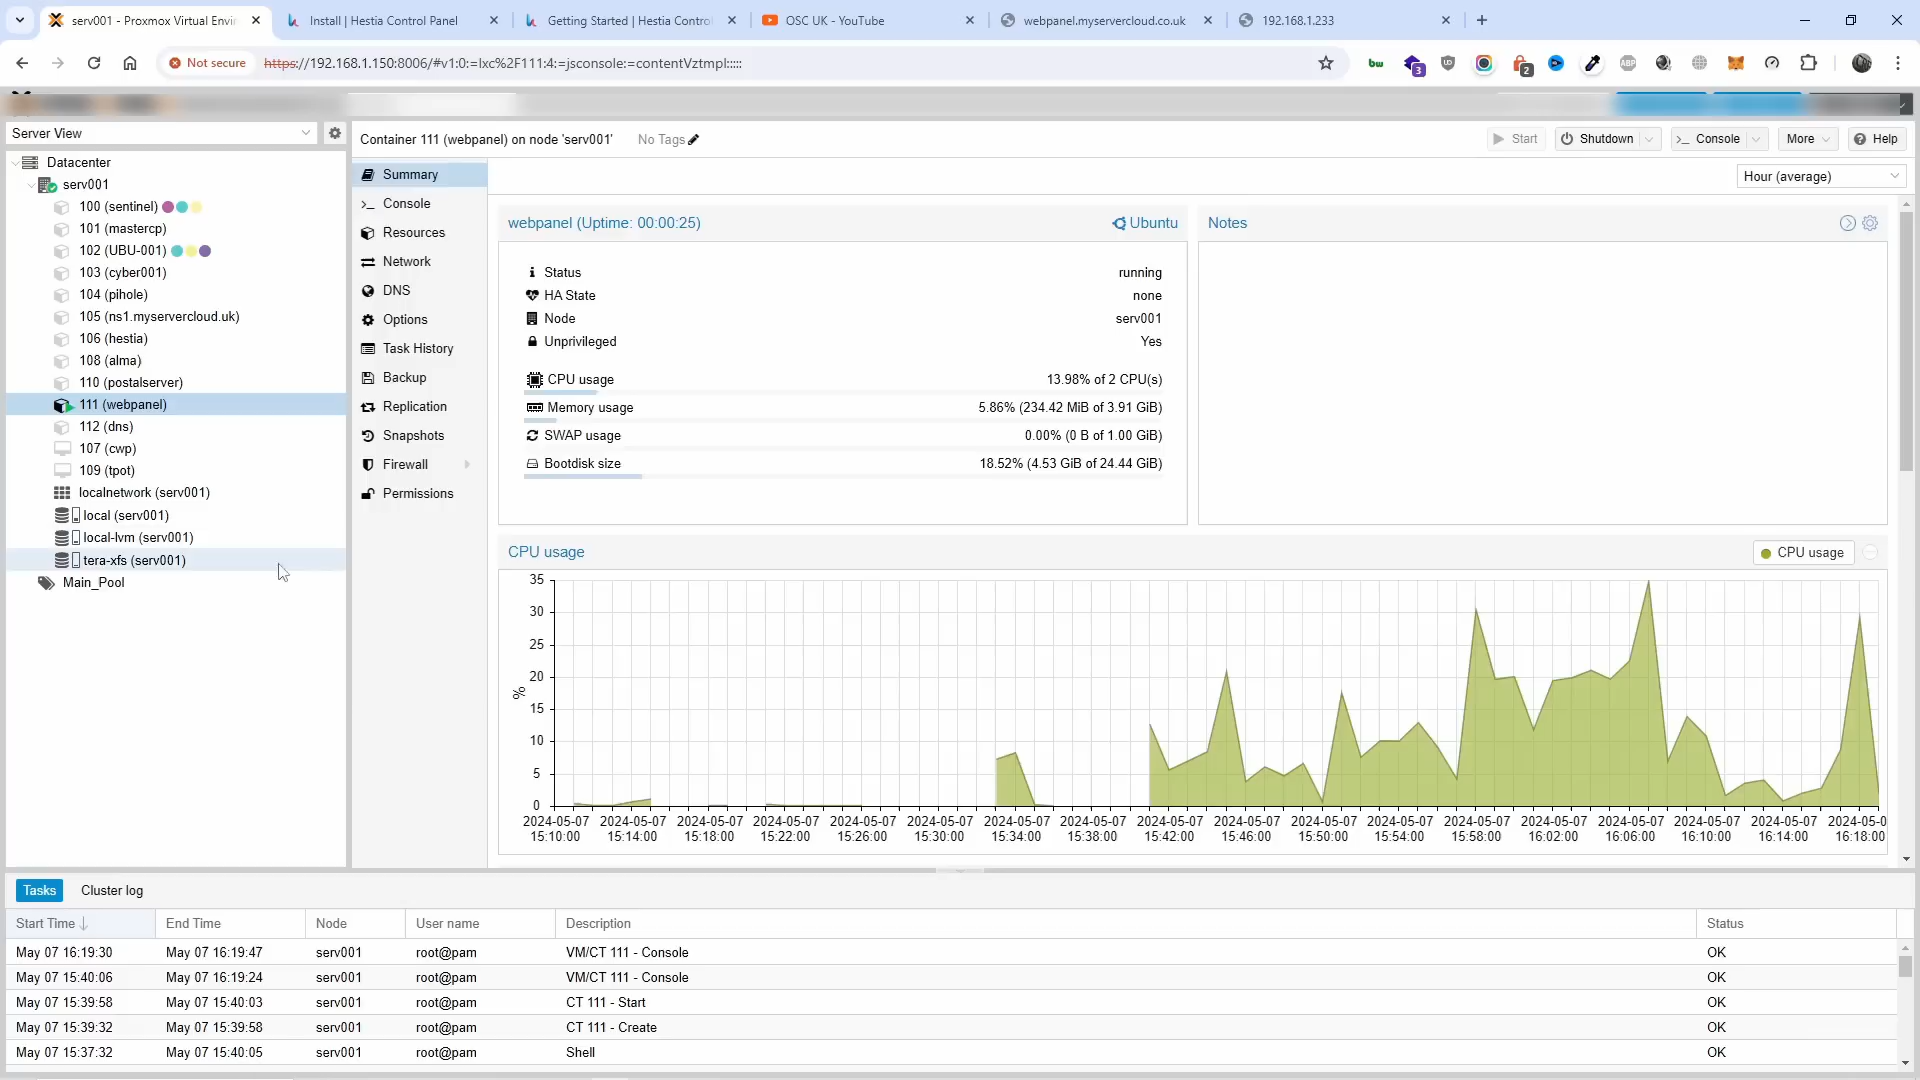 serv001 - Proxmox Virtual Envir
Install | Hestia Control Panel
Getting Started | Hestia Contro
OSC UK - YouTube
webpanel.myservercloud.co.uk
192.168.1.233
Not secure
https://192.168.1.150:8006/#v1:0:=lxc%2F111:4:=jsconsole:=contentVztmpl:::::
bw
3
2
ABP
Server View
Container 111 (webpanel) on node 'serv001'
No Tags
Start
Shutdown
Console
More
Help
Datacenter
serv001
100 (sentinel)
101 (mastercp)
102 (UBU-001)
103 (cyber001)
104 (pihole)
105 (ns1.myservercloud.uk)
106 (hestia)
108 (alma)
110 (postalserver)
111 (webpanel)
112 (dns)
107 (cwp)
109 (tpot)
localnetwork (serv001)
local (serv001)
local-lvm (serv001)
tera-xfs (serv001)
Main_Pool
Summary
Console
Resources
Network
DNS
Options
Task History
Backup
Replication
Snapshots
Firewall
Permissions
Hour (average)
webpanel (Uptime: 00:00:25)
Ubuntu
Status running
HA State none
Node serv001
Unprivileged Yes
CPU usage 13.98% of 2 CPU(s)
Memory usage 5.86% (234.42 MiB of 3.91 GiB)
SWAP usage 0.00% (0 B of 1.00 GiB)
Bootdisk size 18.52% (4.53 GiB of 24.44 GiB)
Notes
CPU usage
CPU usage
35
30
25
20
15
10
5
0
%
2024-05-07 2024-05-07 2024-05-07 2024-05-07 2024-05-07 2024-05-07 2024-05-07 2024-05-07 2024-05-07 2024-05-07 2024-05-07 2024-05-07 2024-05-07 2024-05-07 2024-05-07 2024-05-07 2024-05-07 2024-05-0
15:10:00 15:14:00 15:18:00 15:22:00 15:26:00 15:30:00 15:34:00 15:38:00 15:42:00 15:46:00 15:50:00 15:54:00 15:58:00 16:02:00 16:06:00 16:10:00 16:14:00 16:18:00
Tasks
Cluster log
Start Time End Time Node User name Description Status
May 07 16:19:30 May 07 16:19:47 serv001 root@pam VM/CT 111 - Console OK
May 07 15:40:06 May 07 16:19:24 serv001 root@pam VM/CT 111 - Console OK
May 07 15:39:58 May 07 15:40:03 serv001 root@pam CT 111 - Start OK
May 07 15:39:32 May 07 15:39:58 serv001 root@pam CT 111 - Create OK
May 07 15:37:32 May 07 15:40:05 serv001 root@pam Shell OK